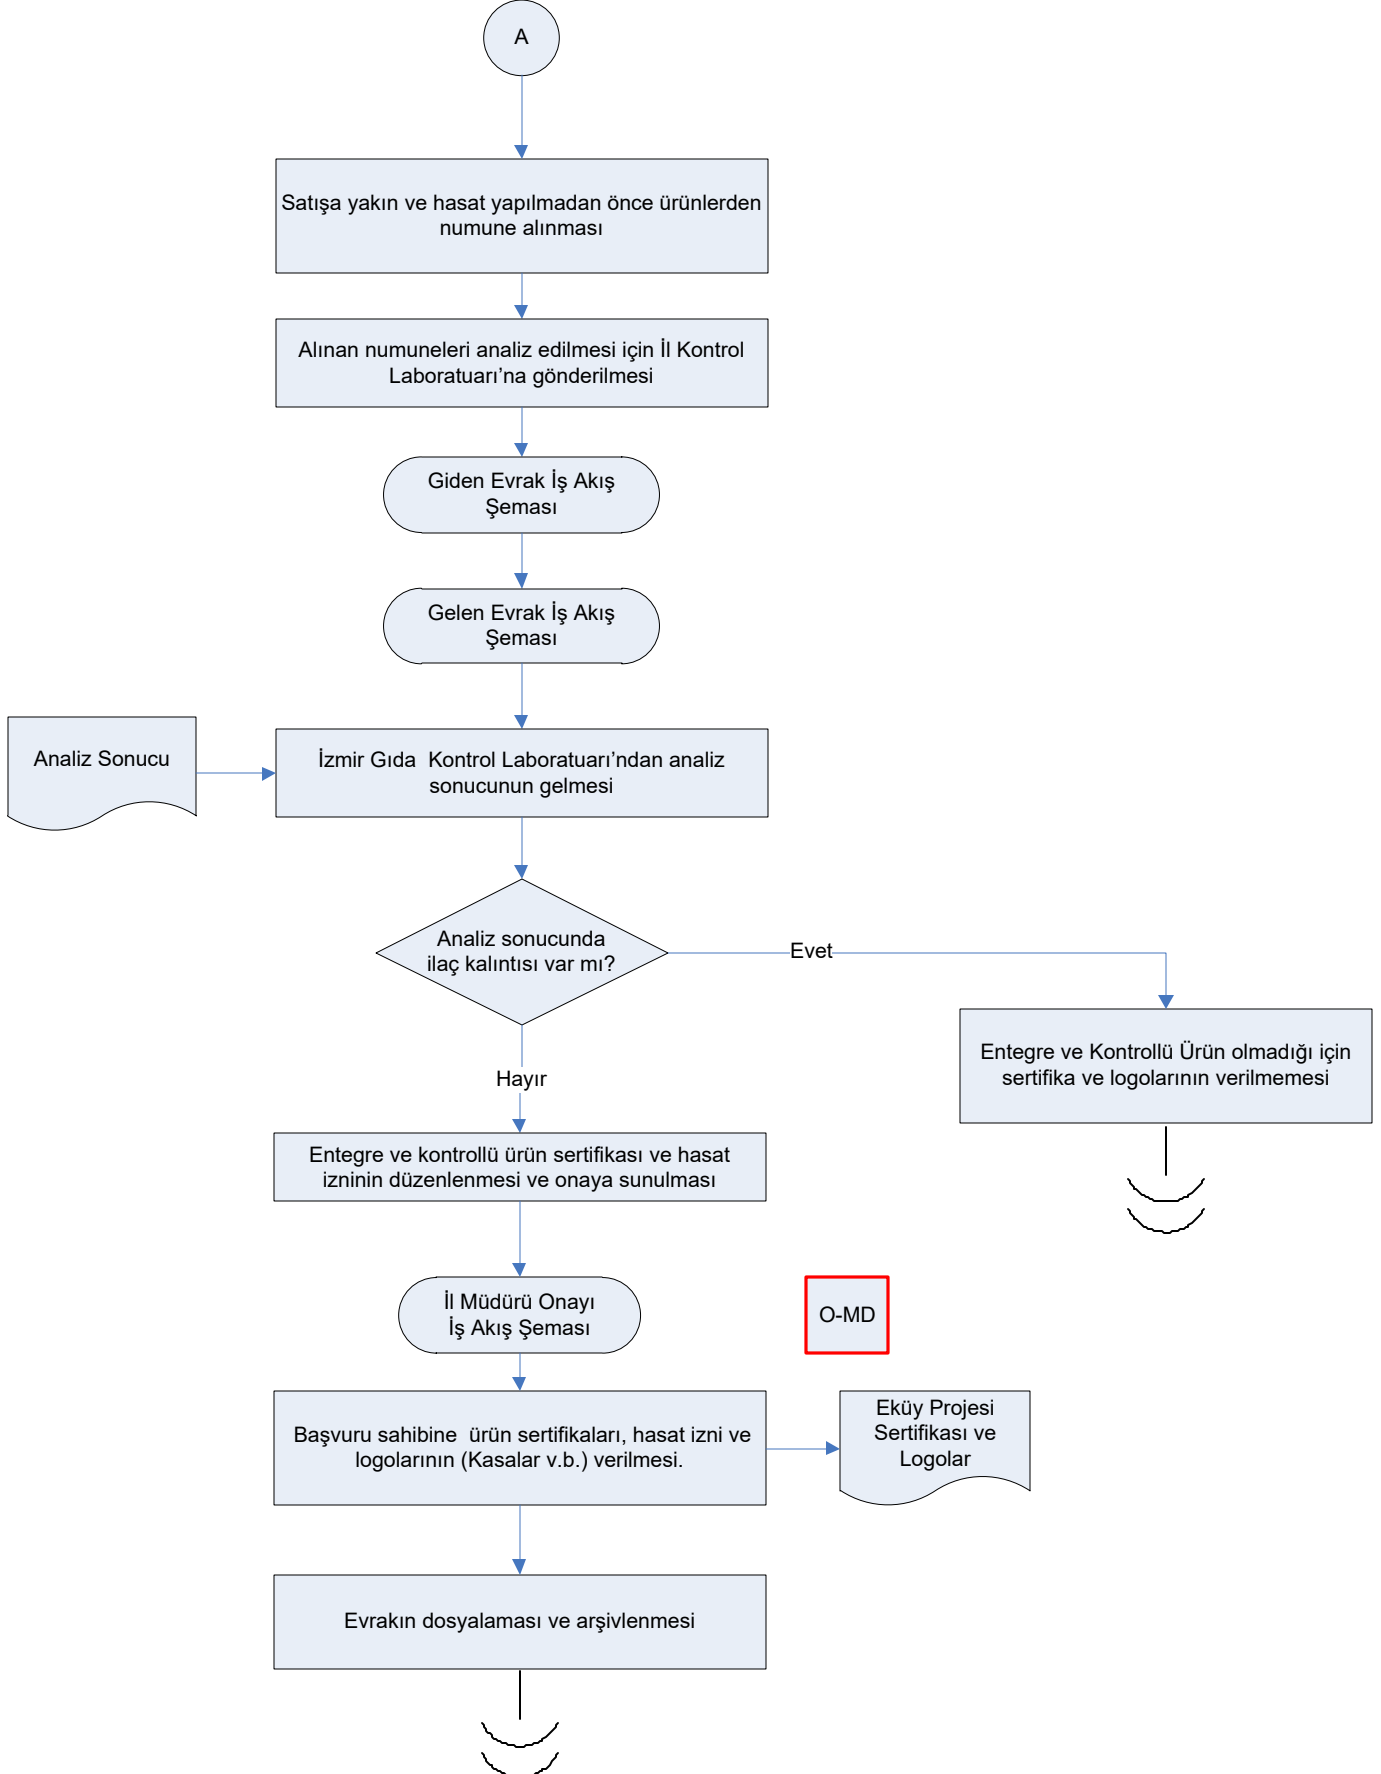 A
Satışa yakın ve hasat yapılmadan önce ürünlerden
numune alınması
Alınan numuneleri analiz edilmesi için İl Kontrol
Laboratuarı’na gönderilmesi
Giden Evrak İş Akış
Şeması
Gelen Evrak İş Akış
Şeması
Analiz Sonucu
İzmir Gıda  Kontrol Laboratuarı’ndan analiz
sonucunun gelmesi
Analiz sonucunda
ilaç kalıntısı var mı?
Evet
Entegre ve Kontrollü Ürün olmadığı için
sertifika ve logolarının verilmemesi
Hayır
Entegre ve kontrollü ürün sertifikası ve hasat
izninin düzenlenmesi ve onaya sunulması
İl Müdürü Onayı
İş Akış Şeması
O-MD
Başvuru sahibine  ürün sertifikaları, hasat izni ve
logolarının (Kasalar v.b.) verilmesi.
Eküy Projesi
Sertifikası ve
Logolar
Evrakın dosyalaması ve arşivlenmesi